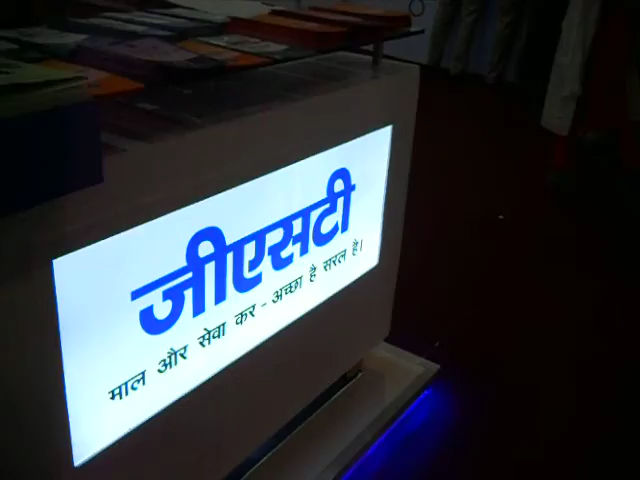 जीएसटी
माल और सेवा कर - अच्छा है सरल है।